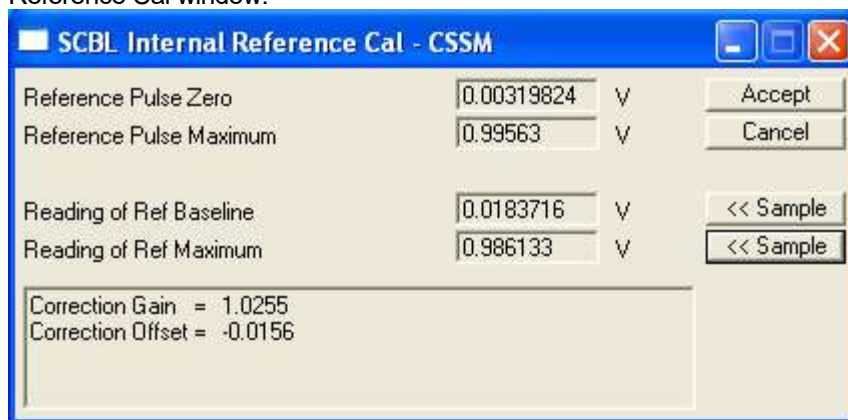 Reference Cal window.
SCBL Internal Reference Cal - CSSM
Reference Pulse Zero 0.00319824 V Accept
Reference Pulse Maximum 0.99563 V Cancel
Reading of Ref Baseline 0.0183716 V << Sample
Reading of Ref Maximum 0.986133 V << Sample
Correction Gain = 1.0255
Correction Offset = -0.0156